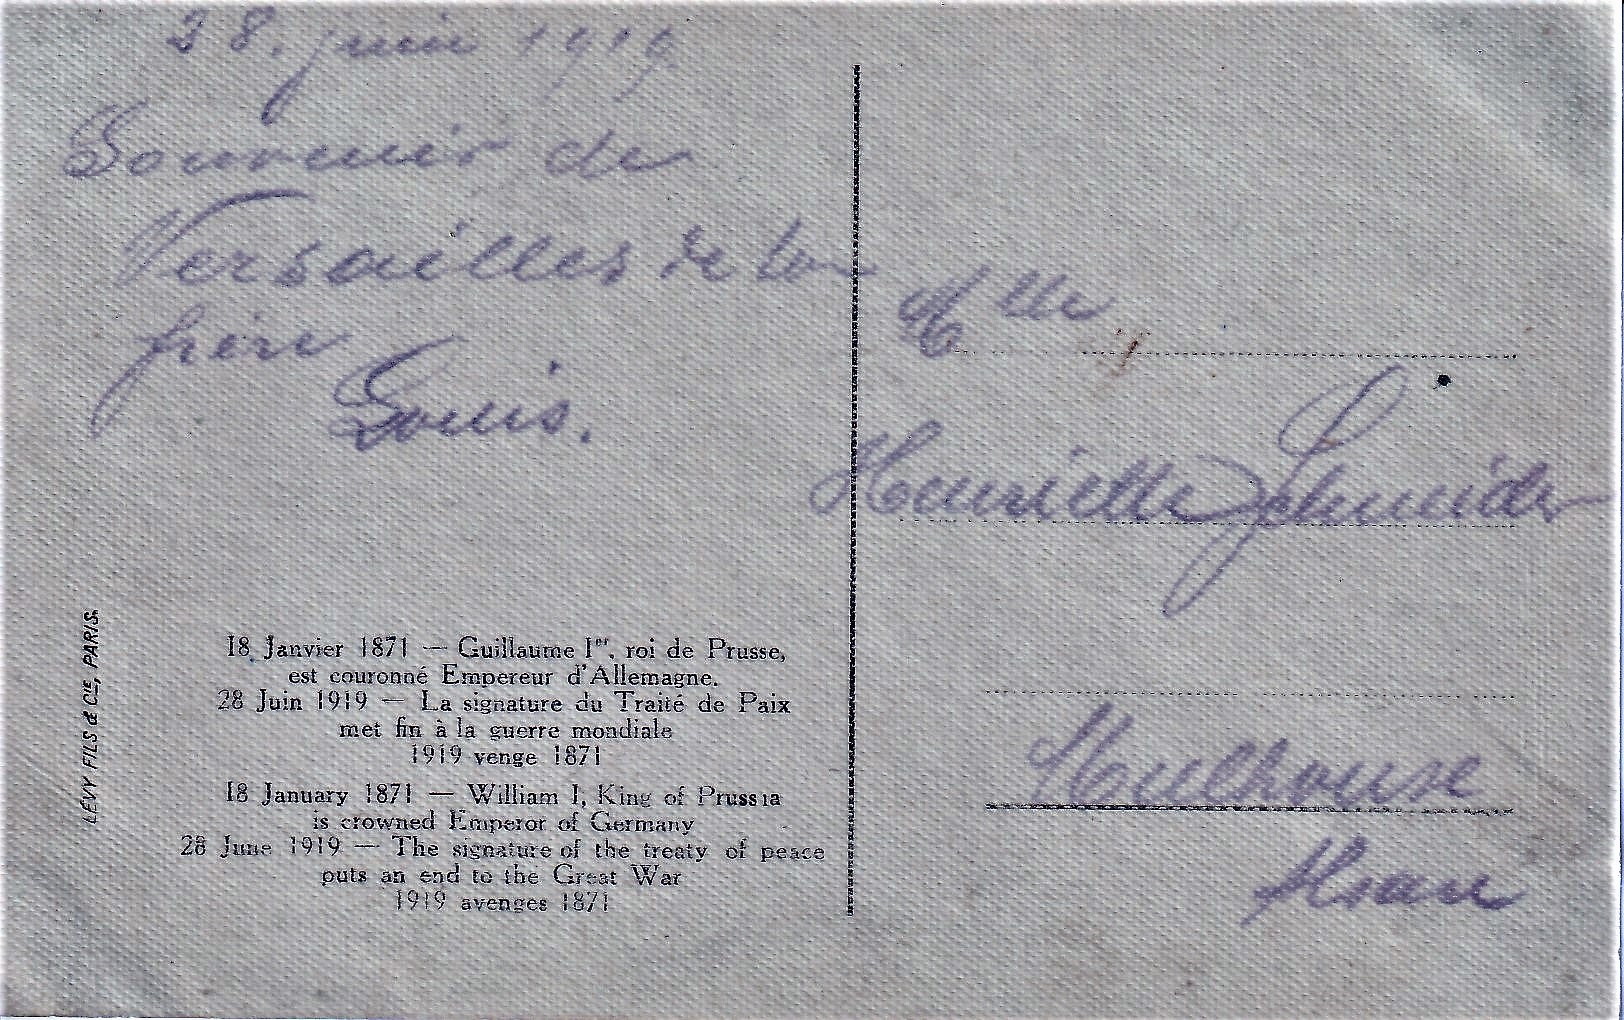 28. juin 1919
Souvenir de
Versailles de ton
frère
Louis.
Mlle
Henriette Schmider
Mulhouse
Alsace
LÉVY FILS & Cie, PARIS.
18 Janvier 1871 — Guillaume Ier, roi de Prusse,
est couronné Empereur d'Allemagne.
28 Juin 1919 — La signature du Traité de Paix
met fin à la guerre mondiale
1919 venge 1871
18 January 1871 — William I, King of Prussia
is crowned Emperor of Germany
28 June 1919 — The signature of the treaty of peace
puts an end to the Great War
1919 avenges 1871